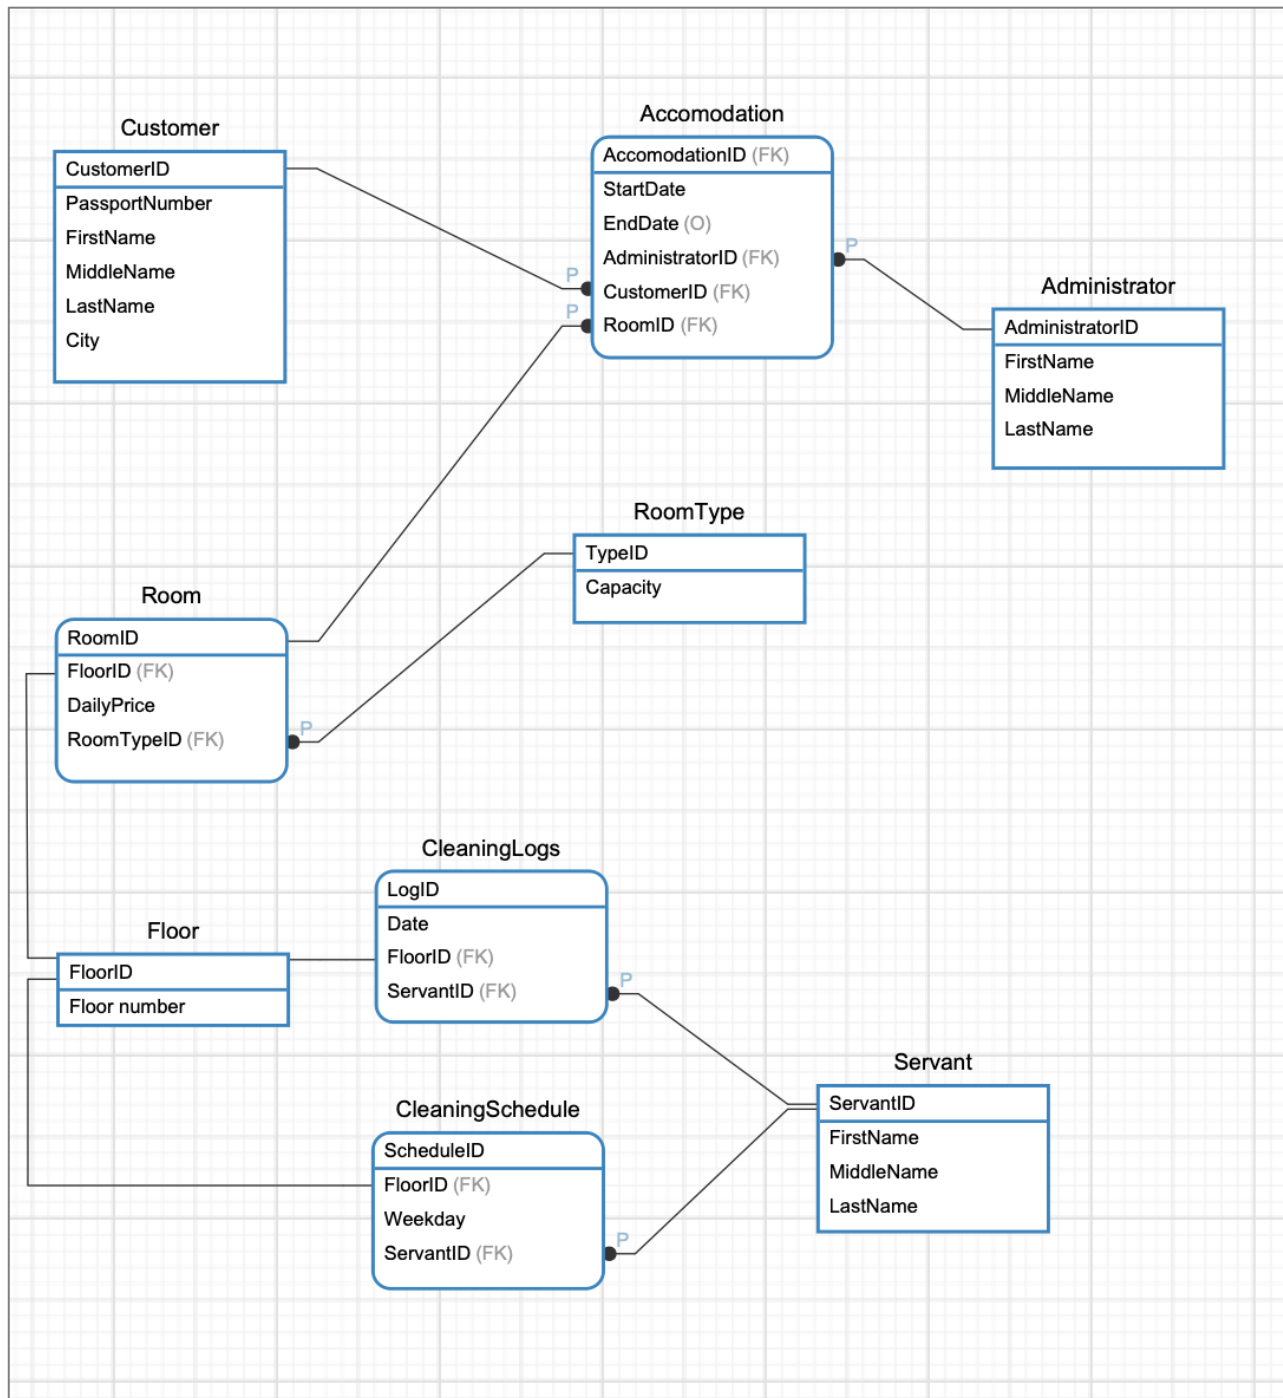 Customer
CustomerID
PassportNumber
FirstName
MiddleName
LastName
City
Accomodation
AccomodationID (FK)
StartDate
EndDate (O)
AdministratorID (FK)
CustomerID (FK)
RoomID (FK)
P
P
P
Administrator
AdministratorID
FirstName
MiddleName
LastName
RoomType
TypeID
Capacity
Room
RoomID
FloorID (FK)
DailyPrice
RoomTypeID (FK)
P
CleaningLogs
LogID
Date
FloorID (FK)
ServantID (FK)
P
Floor
FloorID
Floor number
CleaningSchedule
ScheduleID
FloorID (FK)
Weekday
ServantID (FK)
P
Servant
ServantID
FirstName
MiddleName
LastName